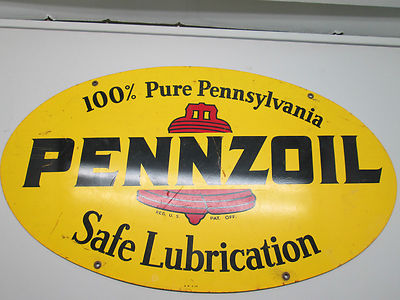 100% Pure Pennsylvania
PENNZOIL
REG. U.S. PAT. OFF.
Safe Lubrication